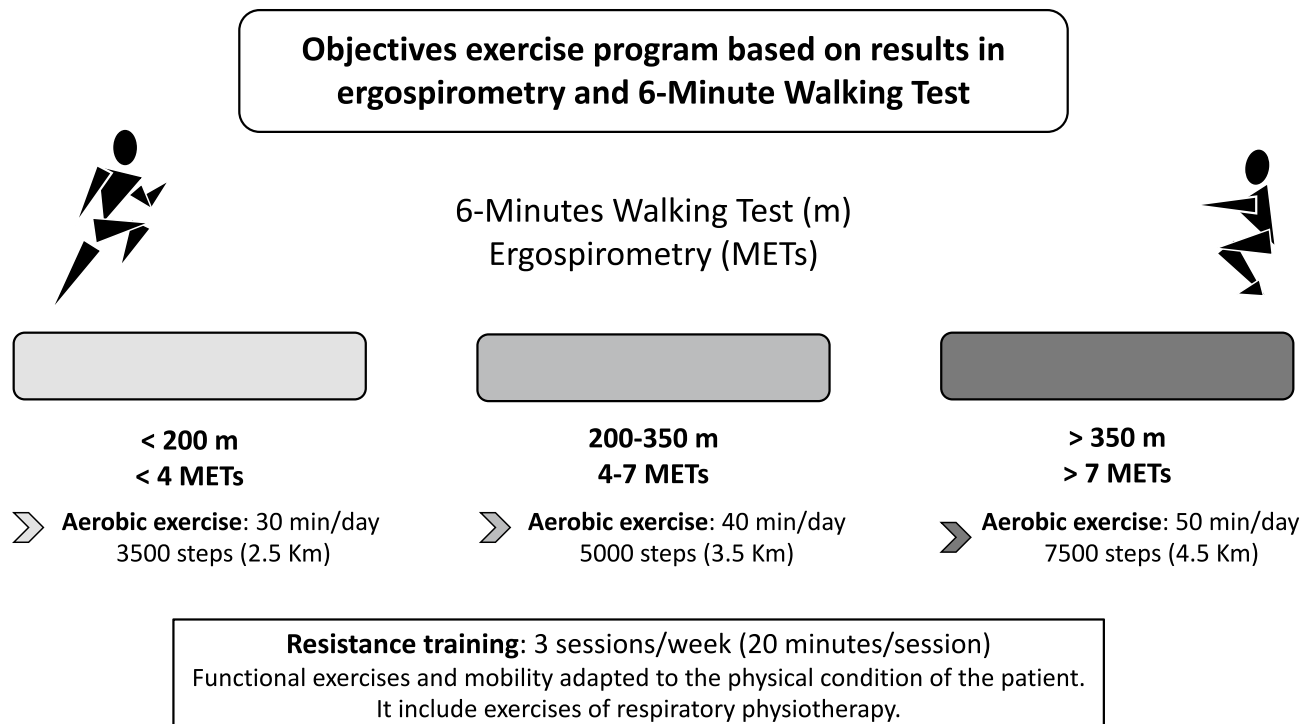 Objectives exercise program based on results in
ergospirometry and 6-Minute Walking Test
6-Minutes Walking Test (m)
Ergospirometry (METs)
< 200 m
< 4 METs
Aerobic exercise: 30 min/day
3500 steps (2.5 Km)
200-350 m
4-7 METs
Aerobic exercise: 40 min/day
5000 steps (3.5 Km)
> 350 m
> 7 METs
Aerobic exercise: 50 min/day
7500 steps (4.5 Km)
Resistance training: 3 sessions/week (20 minutes/session)
Functional exercises and mobility adapted to the physical condition of the patient.
It include exercises of respiratory physiotherapy.